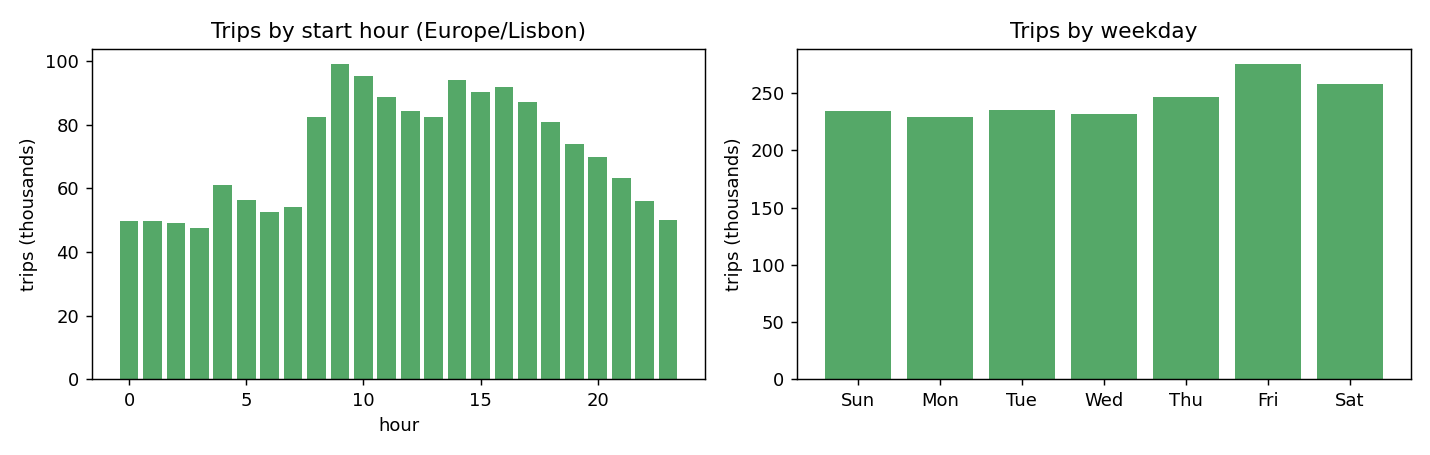 Trips by start hour (Europe/Lisbon)
trips (thousands)
100
80
60
40
20
0
0 5 10 15 20
hour
Trips by weekday
trips (thousands)
250
200
150
100
50
0
Sun Mon Tue Wed Thu Fri Sat